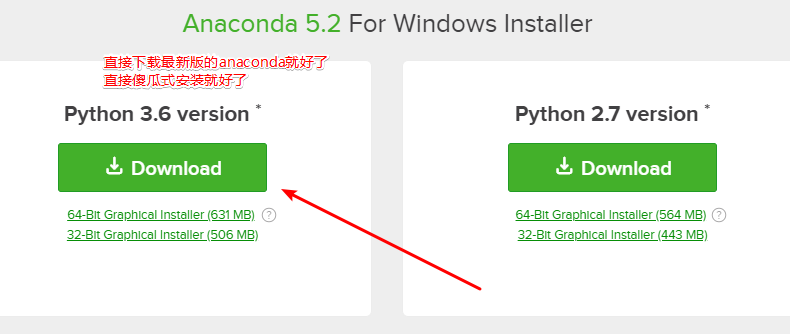 Anaconda 5.2 For Windows Installer
直接下载最新版的anaconda就好了
直接傻瓜式安装就好了
Python 3.6 version *
Download
64-Bit Graphical Installer (631 MB) ?
32-Bit Graphical Installer (506 MB)
Python 2.7 version *
Download
64-Bit Graphical Installer (564 MB) ?
32-Bit Graphical Installer (443 MB)